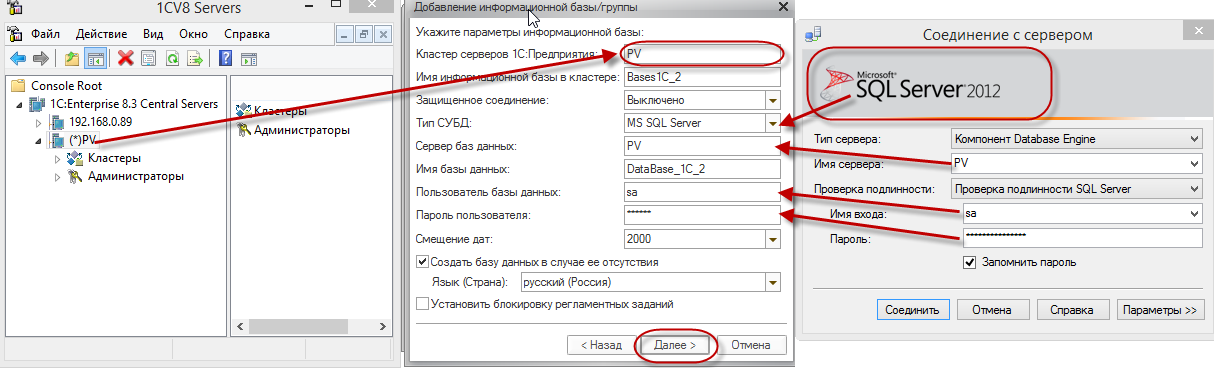 1CV8 Servers
Файл Действие Вид Окно Справка
Console Root
1C:Enterprise 8.3 Central Servers
192.168.0.89
(*)PV
Кластеры
Администраторы
Кластеры
Администраторы
Добавление информационной базы/группы
Укажите параметры информационной базы:
Кластер серверов 1С:Предприятия: PV
Имя информационной базы в кластере: Bases1C_2
Защищенное соединение: Выключено
Тип СУБД: MS SQL Server
Сервер баз данных: PV
Имя базы данных: DataBase_1C_2
Пользователь базы данных: sa
Пароль пользователя: ******
Смещение дат: 2000
Создать базу данных в случае ее отсутствия
Язык (Страна): русский (Россия)
Установить блокировку регламентных заданий
< Назад Далее > Отмена
Соединение с сервером
Microsoft®
SQL Server® 2012
Тип сервера: Компонент Database Engine
Имя сервера: PV
Проверка подлинности: Проверка подлинности SQL Server
Имя входа: sa
Пароль: ***************
Запомнить пароль
Соединить Отмена Справка Параметры >>